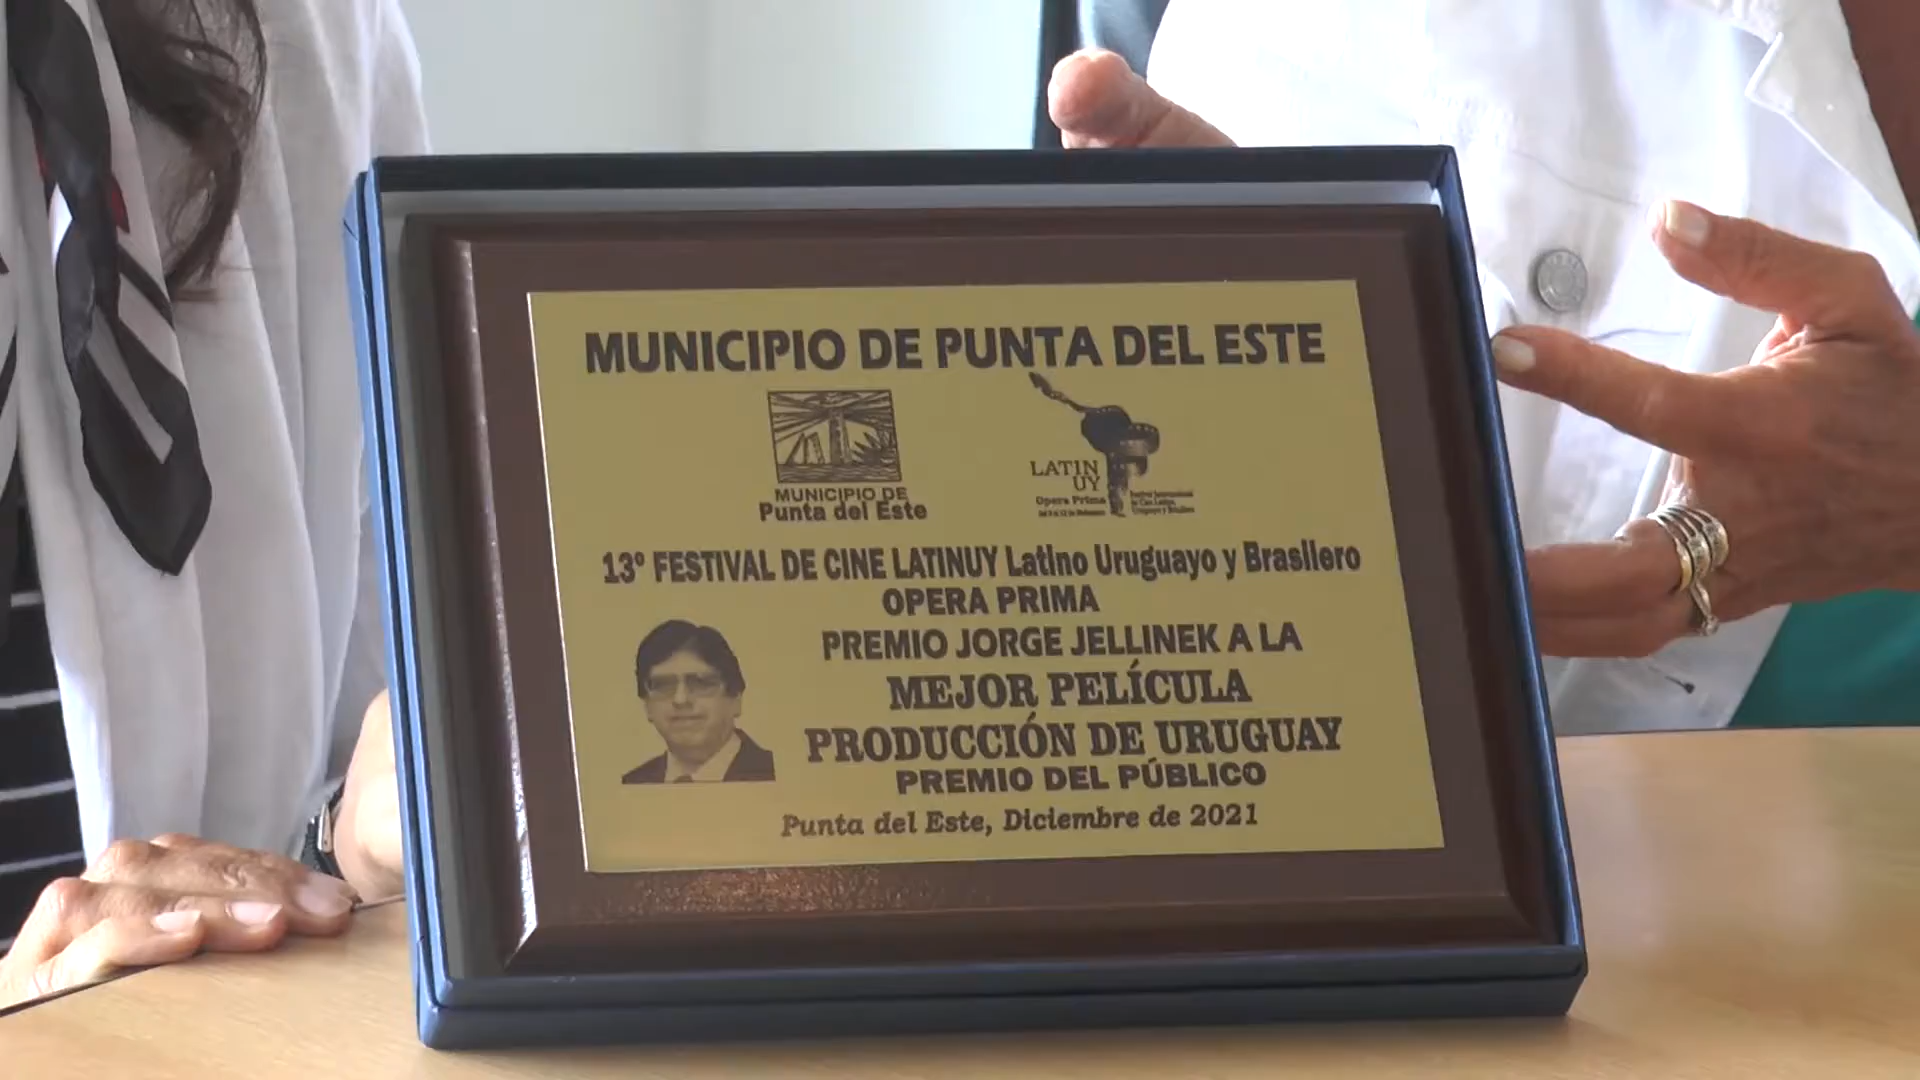 MUNICIPIO DE PUNTA DEL ESTE
MUNICIPIO DE
Punta del Este
LATIN
UY
Opera Prima
13º FESTIVAL DE CINE LATINUY Latino Uruguayo y Brasilero
OPERA PRIMA
PREMIO JORGE JELLINEK A LA
MEJOR PELÍCULA
PRODUCCIÓN DE URUGUAY
PREMIO DEL PÚBLICO
Punta del Este, Diciembre de 2021